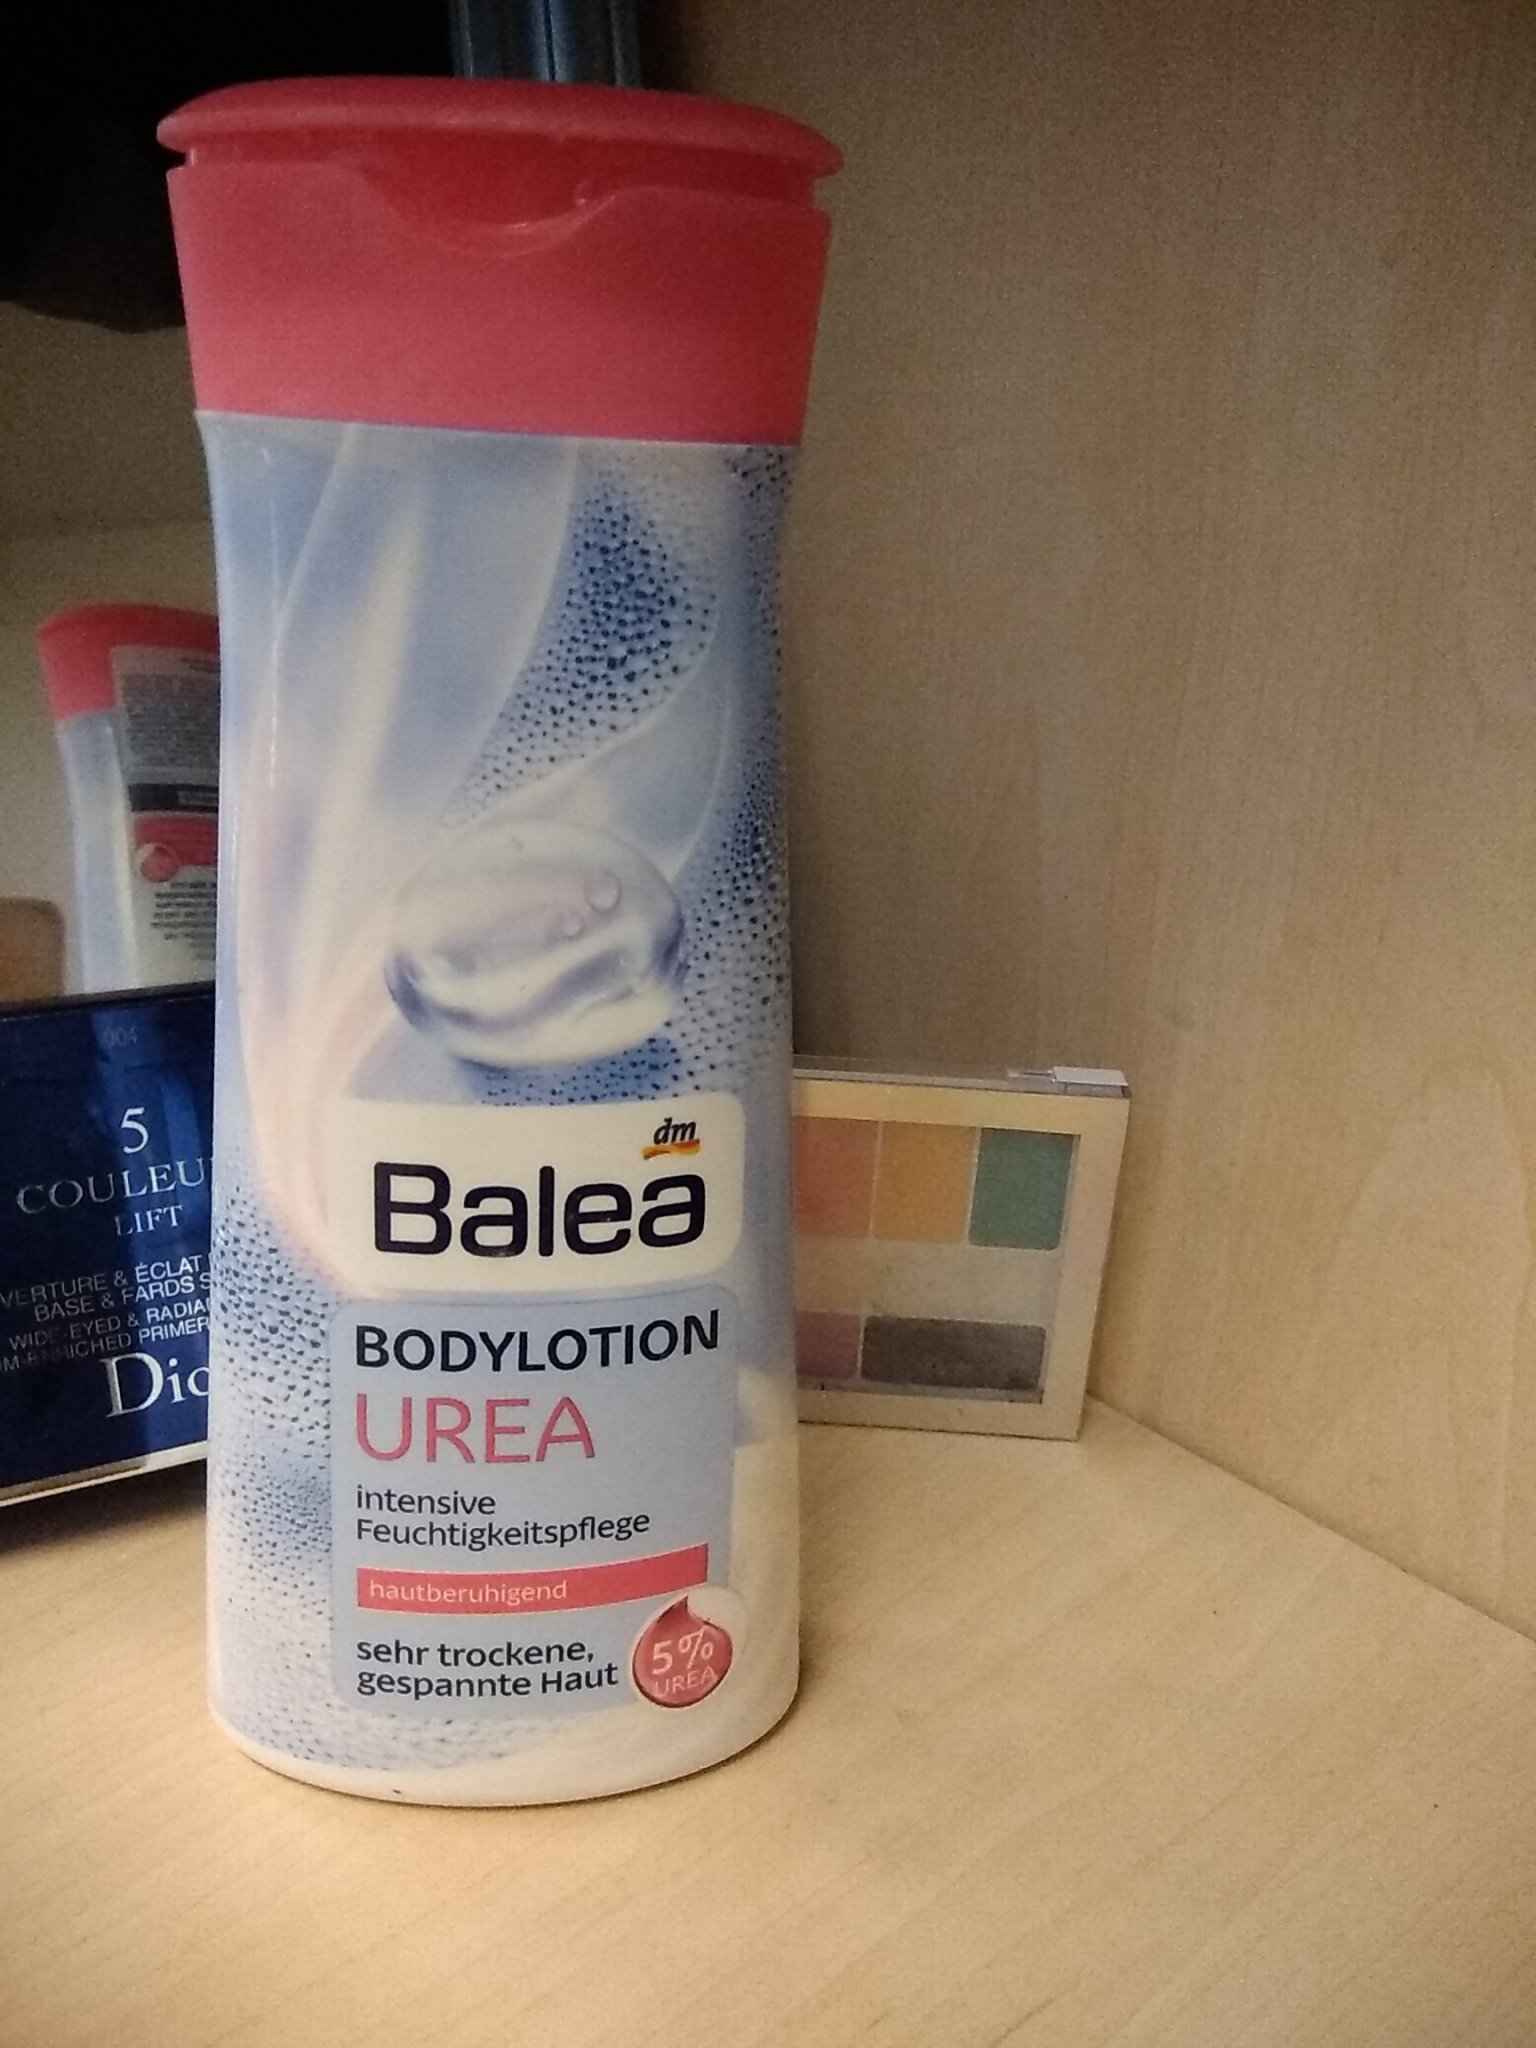 dm
Balea
BODYLOTION
UREA
intensive
Feuchtigkeitspflege
hautberuhigend
sehr trockene,
gespannte Haut
5%
UREA
004
5
COULEU
LIFT
VERTURE & ÉCLAT
BASE & FARDS S
WIDE-EYED & RADIA
M-ENRICHED PRIMER
Dio